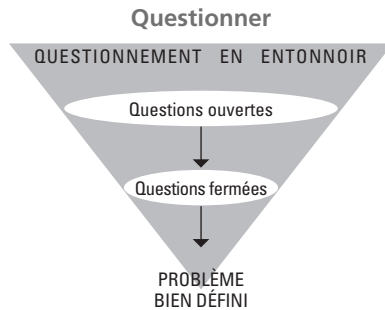 Questionner
QUESTIONNEMENT EN ENTONNOIR
Questions ouvertes
Questions fermées
PROBLÈME
BIEN DÉFINI